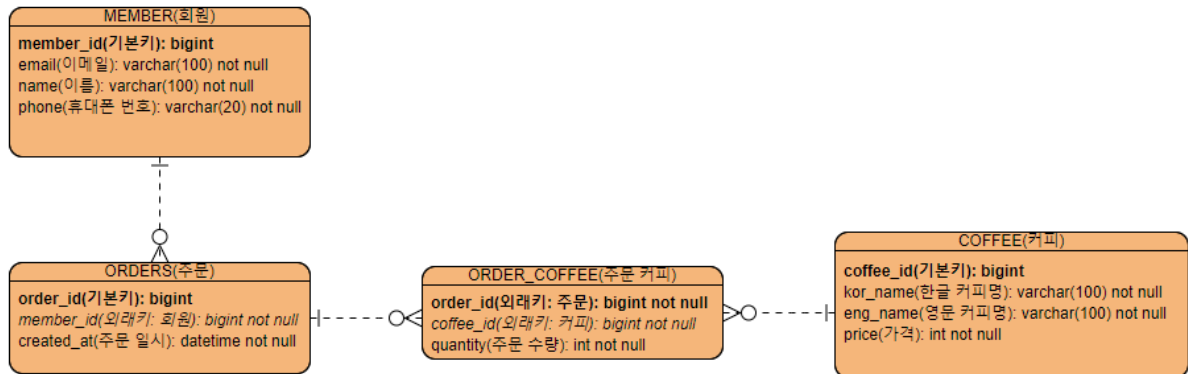 MEMBER(회원)
member_id(기본키): bigint
email(이메일): varchar(100) not null
name(이름): varchar(100) not null
phone(휴대폰 번호): varchar(20) not null
ORDERS(주문)
order_id(기본키): bigint
member_id(외래키: 회원): bigint not null
created_at(주문 일시): datetime not null
ORDER_COFFEE(주문 커피)
order_id(외래키: 주문): bigint not null
coffee_id(외래키: 커피): bigint not null
quantity(주문 수량): int not null
COFFEE(커피)
coffee_id(기본키): bigint
kor_name(한글 커피명): varchar(100) not null
eng_name(영문 커피명): varchar(100) not null
price(가격): int not null